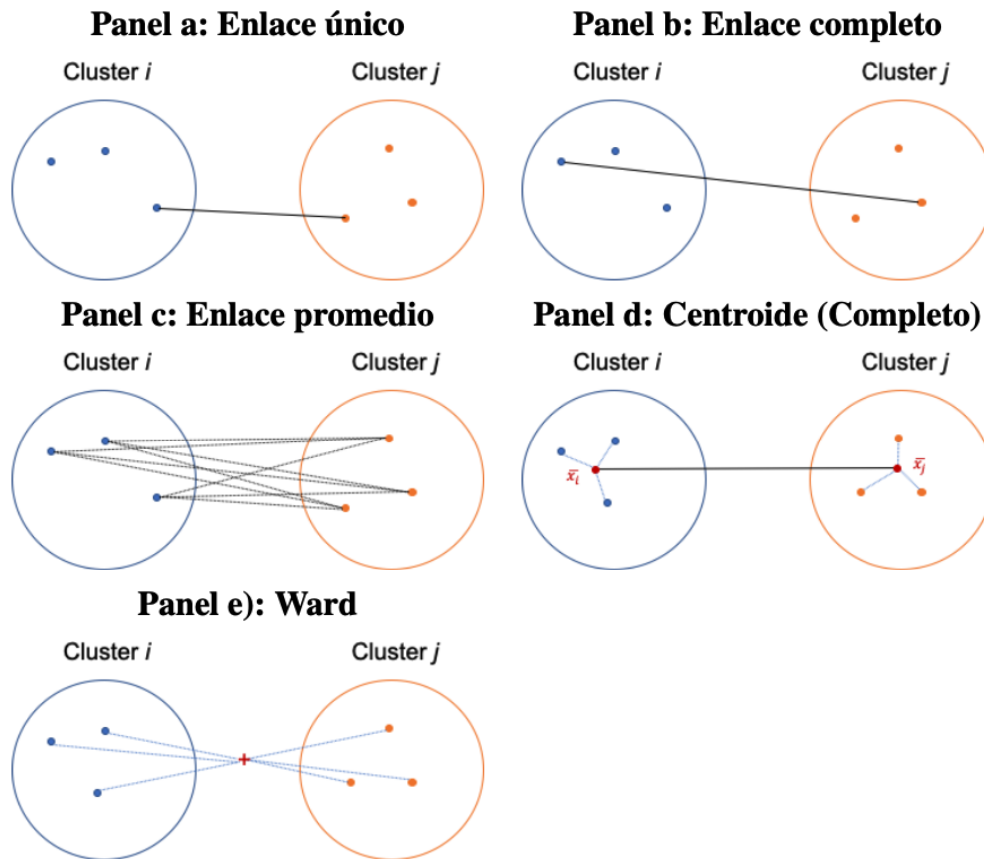 Panel a: Enlace único
Panel b: Enlace completo
Cluster i
Cluster j
Cluster i
Cluster j
Panel c: Enlace promedio
Panel d: Centroide (Completo)
Cluster i
Cluster j
Cluster i
Cluster j
x̄ᵢ
x̄ⱼ
Panel e): Ward
Cluster i
Cluster j